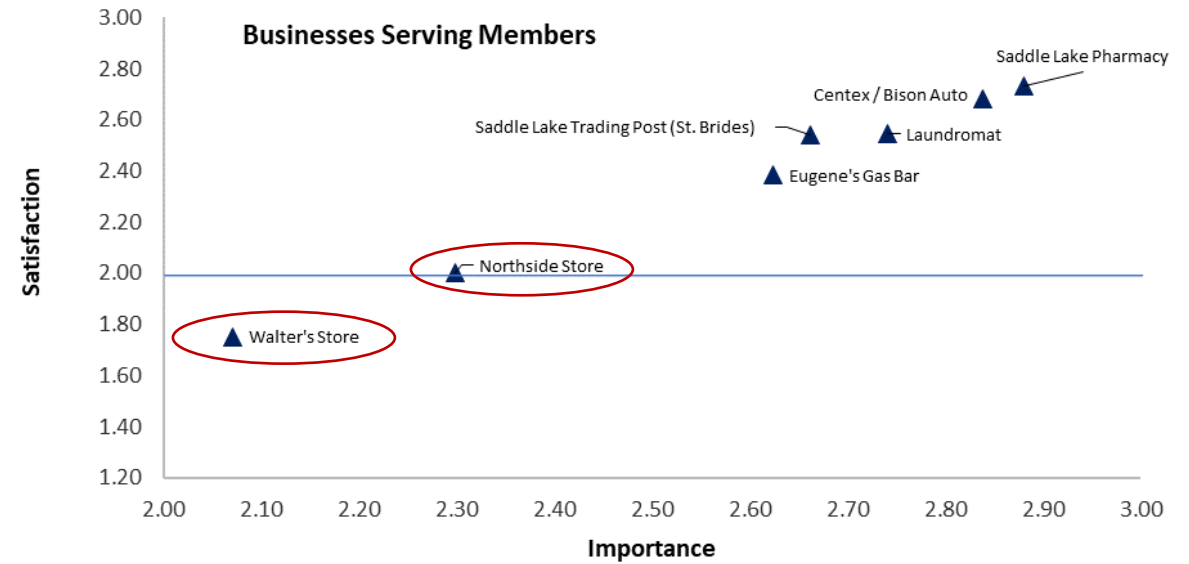 Businesses Serving Members
3.00
2.80
2.60
2.40
2.20
2.00
1.80
1.60
1.40
1.20
Satisfaction
Saddle Lake Pharmacy
Centex / Bison Auto
Saddle Lake Trading Post (St. Brides)
Laundromat
Eugene's Gas Bar
Northside Store
Walter's Store
2.00 2.10 2.20 2.30 2.40 2.50 2.60 2.70 2.80 2.90 3.00
Importance